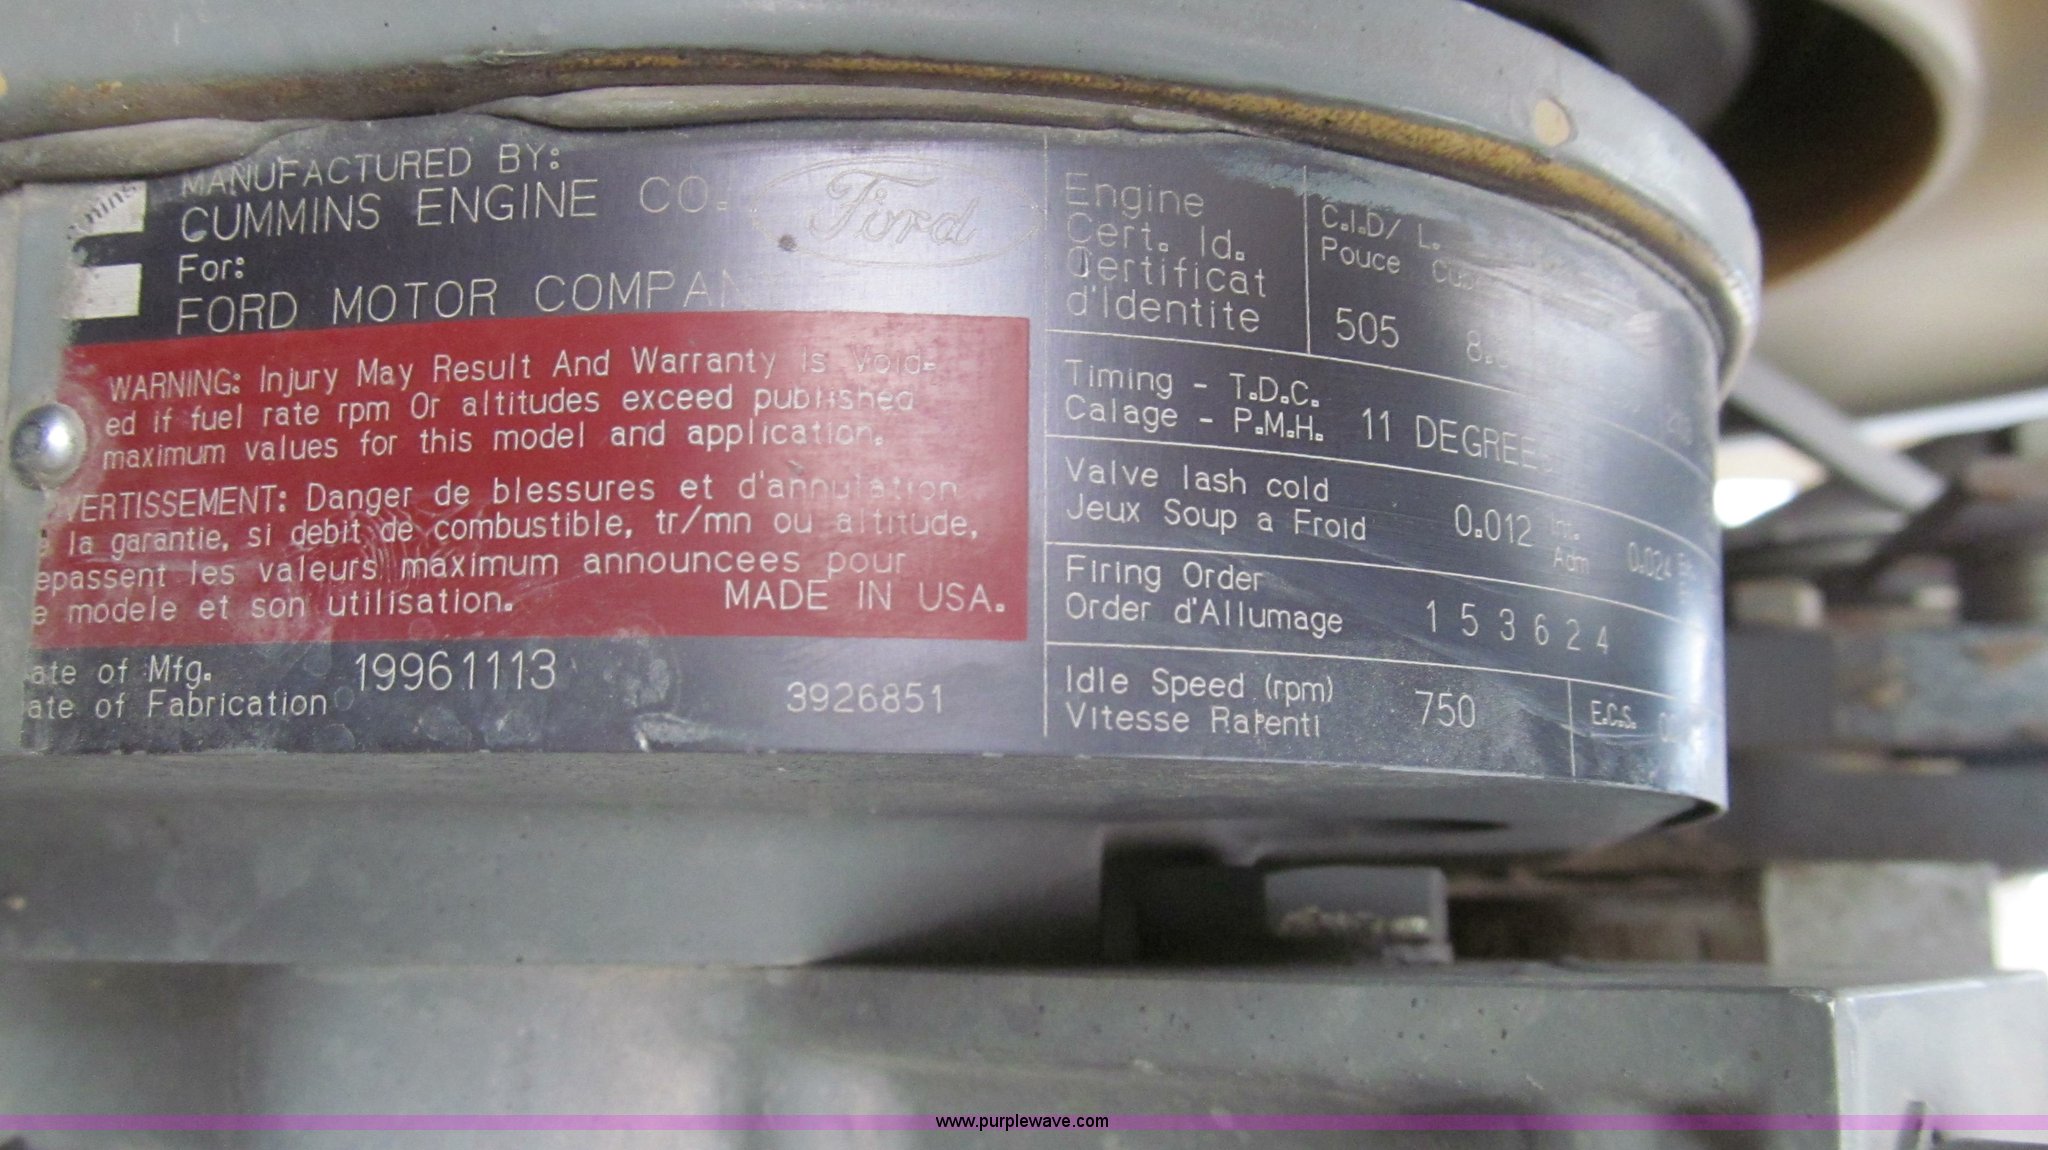 MANUFACTURED BY:
CUMMINS ENGINE CO.
For:
FORD MOTOR
Ford
WARNING: Injury May Result And Warranty Is Void-
ed if fuel rate rpm Or altitudes exceed published
maximum values for this model and application.
VERTISSEMENT: Danger de blessures et d'annulation
la garantie, si debit de combustible, tr/mn ou altitude,
epassent les valeurs maximum announcees pour
e modele et son utilisation.
MADE IN USA.
ate of Mfg.
ate of Fabrication
19961113
3926851
Engine
Cert. Id.
Certificat
d'Identite
C.I.D/ L.
Pouce
505
Timing - T.D.C.
Calage - P.M.H.
11 DEGREE
Valve lash cold
Jeux Soup a Froid
0.012 Int.
Adm
0.024
Firing Order
Order d'Allumage
1 5 3 6 2 4
Idle Speed (rpm)
Vitesse Ralenti
750
E.C.S.
www.purplewave.com